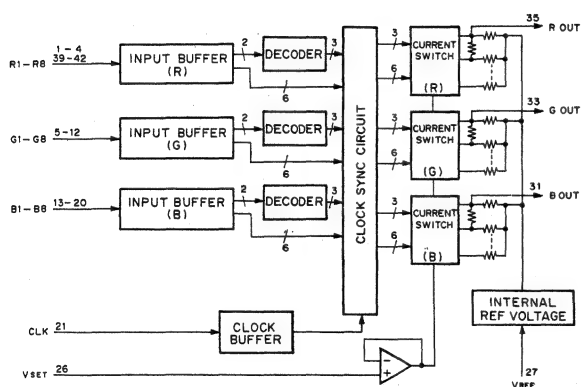 R1-R8 1-4
39-42
INPUT BUFFER
(R)
2
DECODER
3
6
3
6
CURRENT
SWITCH
(R)
35
R OUT
G1-G8 5-12
INPUT BUFFER
(G)
2
DECODER
3
6
CLOCK SYNC CIRCUIT
3
6
CURRENT
SWITCH
(G)
33
G OUT
B1-B8 13-20
INPUT BUFFER
(B)
2
DECODER
3
6
3
6
CURRENT
SWITCH
(B)
31
B OUT
INTERNAL
REF VOLTAGE
CLK 21
CLOCK
BUFFER
VSET 26
-
+
27
VREF